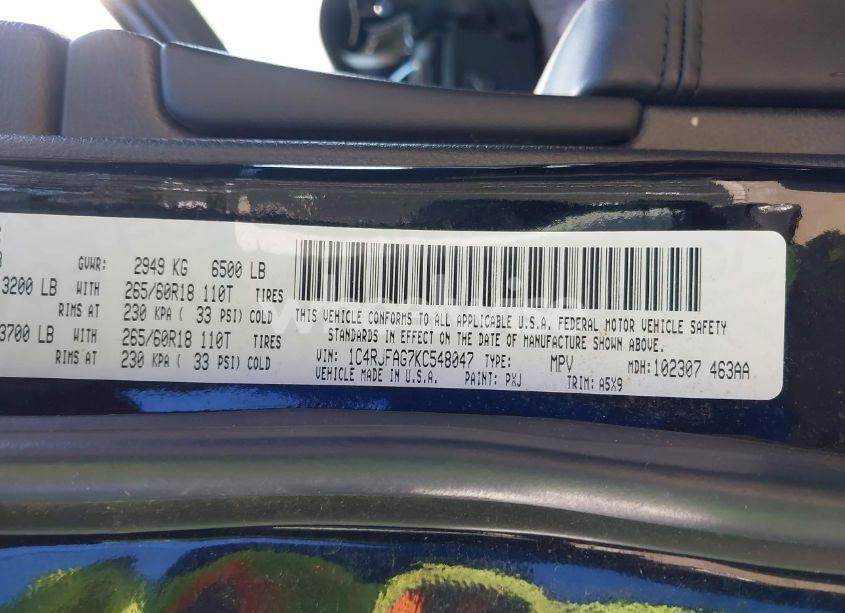 GVWR: 2949 KG 6500 LB
3200 LB WITH 265/60R18 110T TIRES
RIMS AT 230 KPA ( 33 PSI) COLD
3700 LB WITH 265/60R18 110T TIRES
RIMS AT 230 KPA ( 33 PSI) COLD
THIS VEHICLE CONFORMS TO ALL APPLICABLE U.S.A. FEDERAL MOTOR VEHICLE SAFETY
STANDARDS IN EFFECT ON THE DATE OF MANUFACTURE SHOWN ABOVE.
VIN: 1C4RJFAG7KC548047 TYPE: MPV MDH:102307 463AA
VEHICLE MADE IN U.S.A. PAINT: PXJ TRIM: A5X9